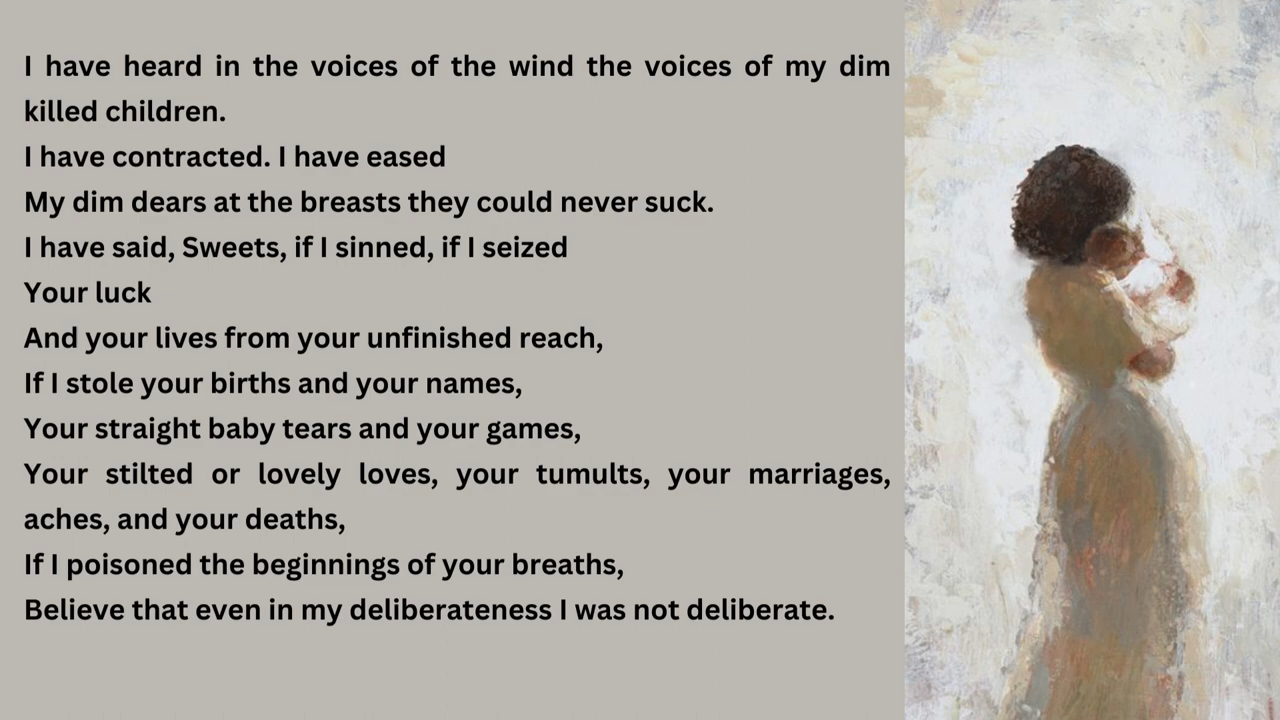 I have heard in the voices of the wind the voices of my dim
killed children.
I have contracted. I have eased
My dim dears at the breasts they could never suck.
I have said, Sweets, if I sinned, if I seized
Your luck
And your lives from your unfinished reach,
If I stole your births and your names,
Your straight baby tears and your games,
Your stilted or lovely loves, your tumults, your marriages,
aches, and your deaths,
If I poisoned the beginnings of your breaths,
Believe that even in my deliberateness I was not deliberate.